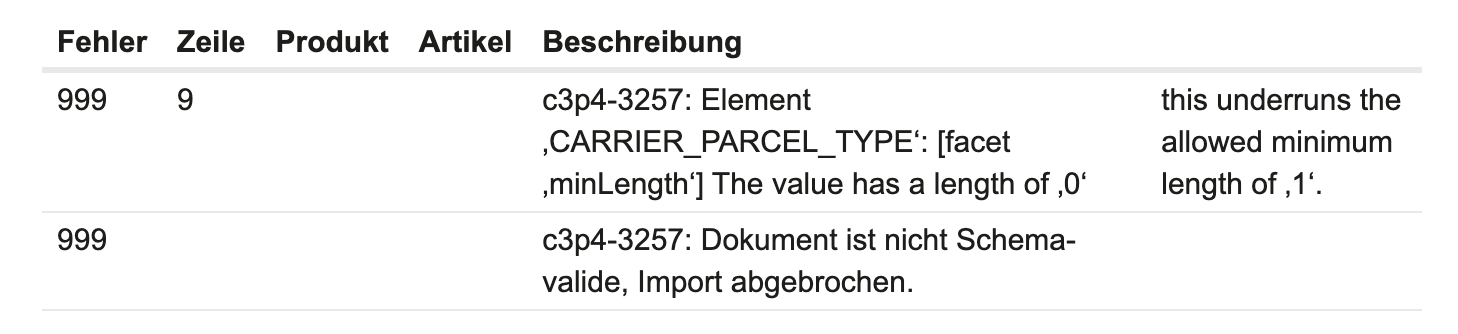 Fehler Zeile Produkt Artikel Beschreibung
999 9 c3p4-3257: Element this underruns the
‚CARRIER_PARCEL_TYPE‘: [facet allowed minimum
‚minLength‘] The value has a length of ‚0‘ length of ‚1‘.
999 c3p4-3257: Dokument ist nicht Schema-
valide, Import abgebrochen.